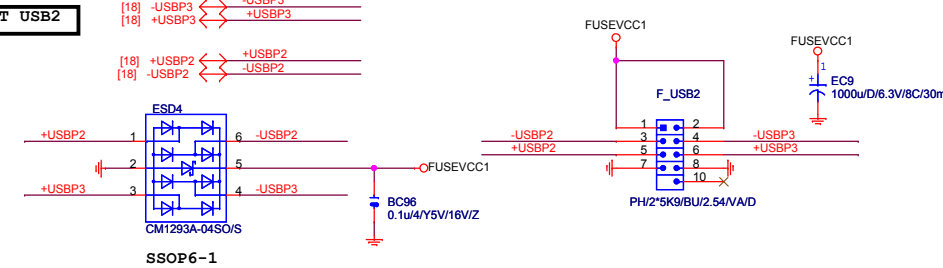 [18] -USBP3 -USBP3
[18] +USBP3 +USBP3
T USB2
[18] +USBP2 +USBP2
[18] -USBP2 -USBP2
FUSEVCC1
FUSEVCC1
1
+
EC9
1000u/D/6.3V/8C/30m
F_USB2
ESD4
+USBP2 1 6 -USBP2
2 5 FUSEVCC1
+USBP3 3 4 -USBP3
CM1293A-04SO/S
SSOP6-1
BC96
0.1u/4/Y5V/16V/Z
1 2
-USBP2 3 4 -USBP3
+USBP2 5 6 +USBP3
7 8
10
PH/2*5K9/BU/2.54/VA/D